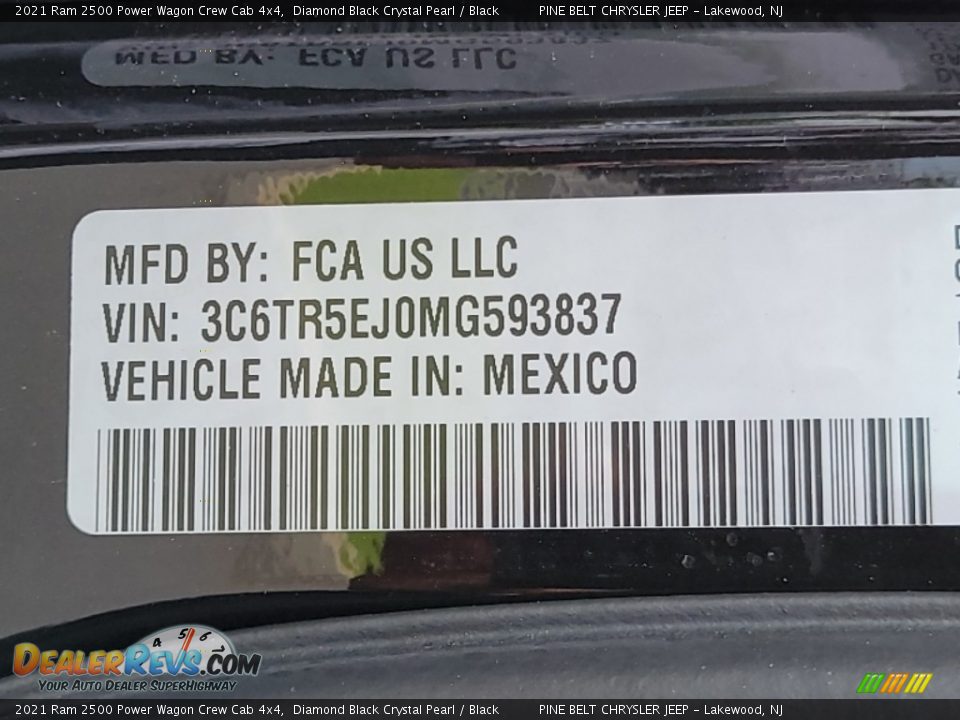 2021 Ram 2500 Power Wagon Crew Cab 4x4, Diamond Black Crystal Pearl / Black PINE BELT CHRYSLER JEEP - Lakewood, NJ
MFD BY: FCA US LLC
MFD BY: FCA US LLC
VIN: 3C6TR5EJ0MG593837
VEHICLE MADE IN: MEXICO
4 5 6
DEALERREVS.COM
YOUR AUTO DEALER SUPERHIGHWAY
2021 Ram 2500 Power Wagon Crew Cab 4x4, Diamond Black Crystal Pearl / Black PINE BELT CHRYSLER JEEP - Lakewood, NJ